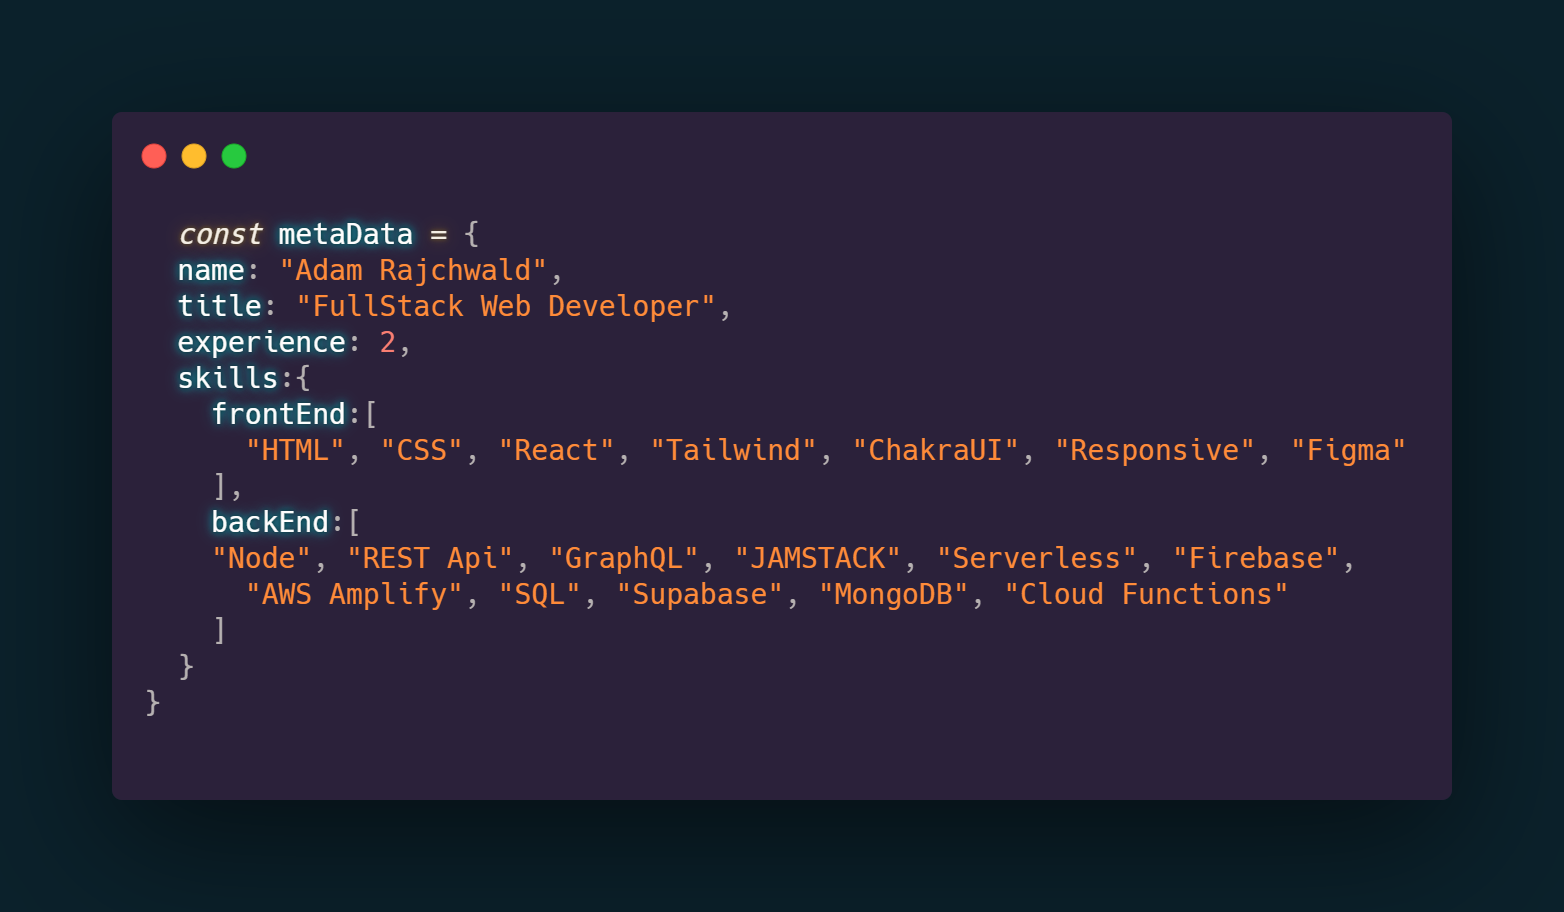 const metaData = {
name: "Adam Rajchwald",
title: "FullStack Web Developer",
experience: 2,
skills:{
frontEnd:[
"HTML", "CSS", "React", "Tailwind", "ChakraUI", "Responsive", "Figma"
],
backEnd:[
"Node", "REST Api", "GraphQL", "JAMSTACK", "Serverless", "Firebase",
"AWS Amplify", "SQL", "Supabase", "MongoDB", "Cloud Functions"
]
}
}